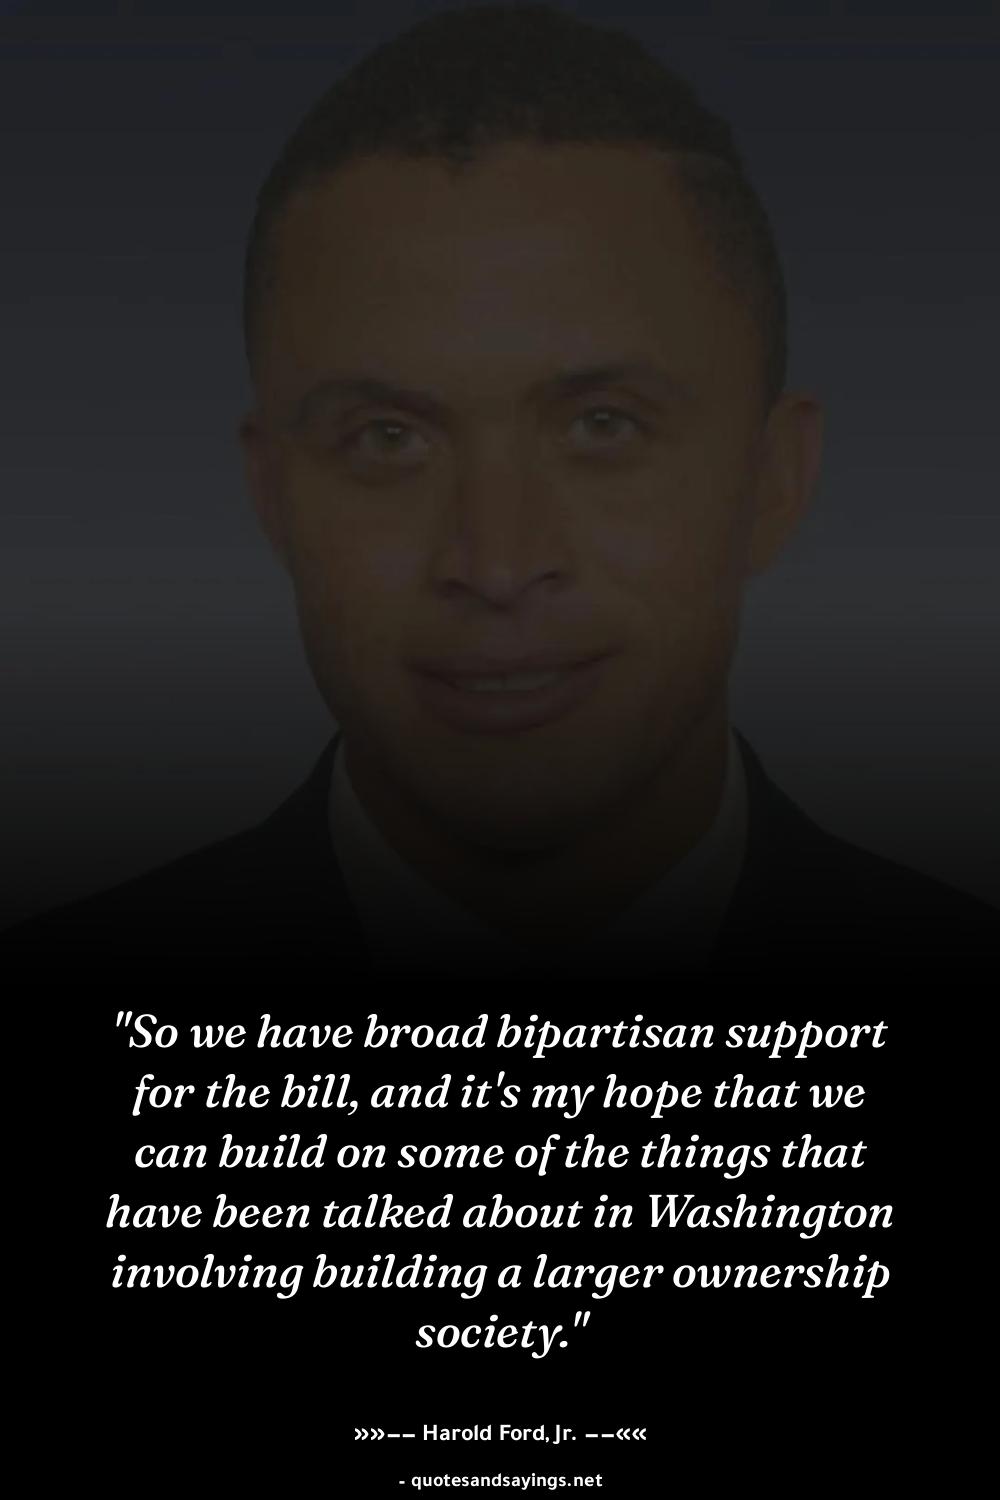 "So we have broad bipartisan support
for the bill, and it's my hope that we
can build on some of the things that
have been talked about in Washington
involving building a larger ownership
society."
»»–– Harold Ford, Jr. ––««
- quotesandsayings.net